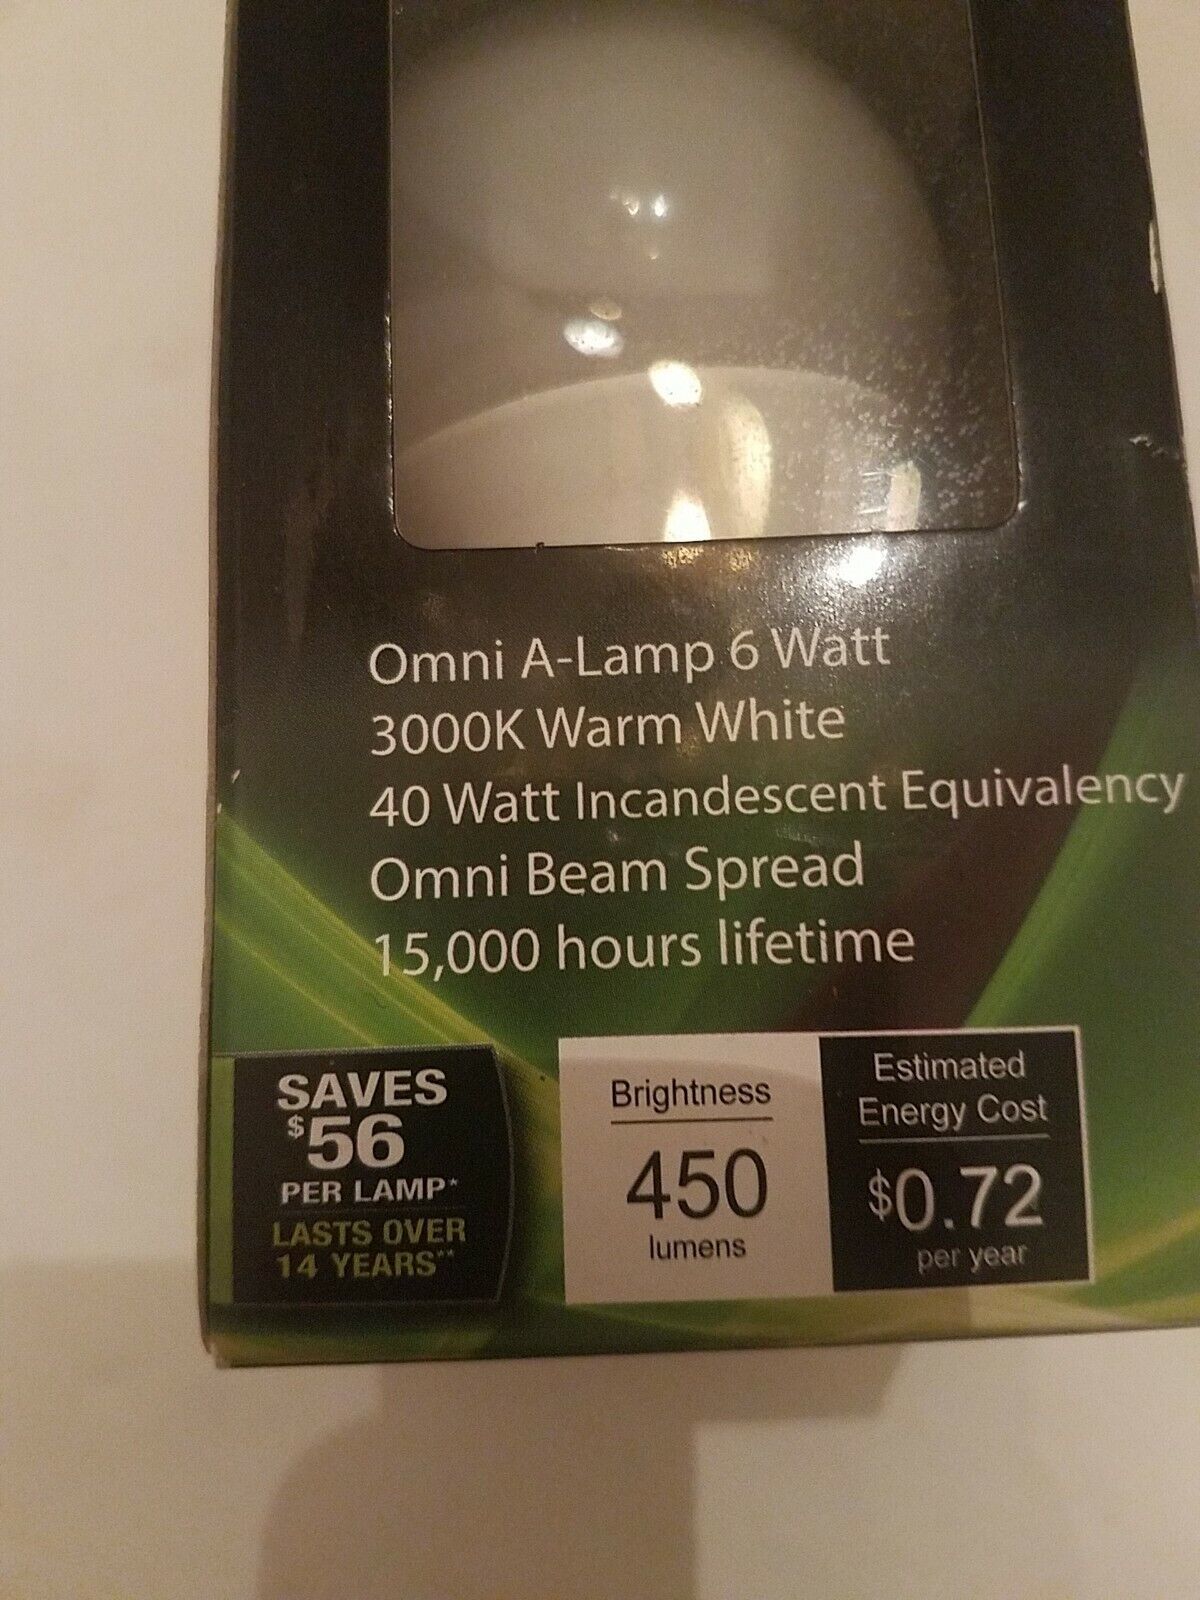 Omni A-Lamp 6 Watt
3000K Warm White
40 Watt Incandescent Equivalency
Omni Beam Spread
15,000 hours lifetime
SAVES
$56
PER LAMP*
LASTS OVER
14 YEARS**
Brightness
450
lumens
Estimated
Energy Cost
$0.72
per year